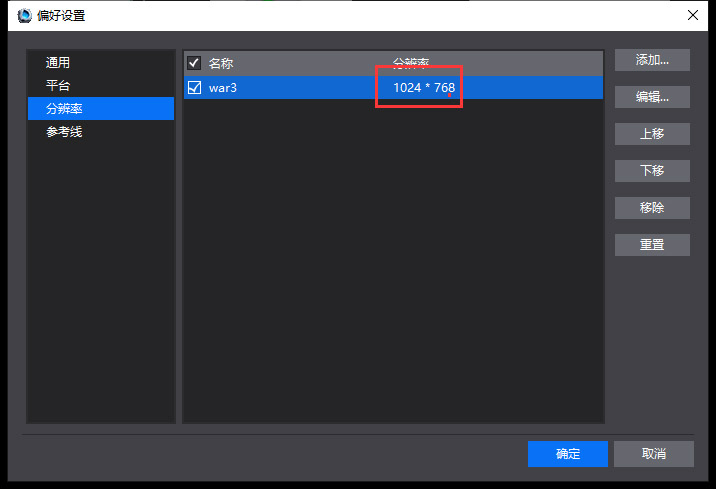 偏好设置
通用
平台
分辨率
参考线
名称 分辨率
war3 1024 * 768
添加...
编辑...
上移
下移
移除
重置
确定 取消